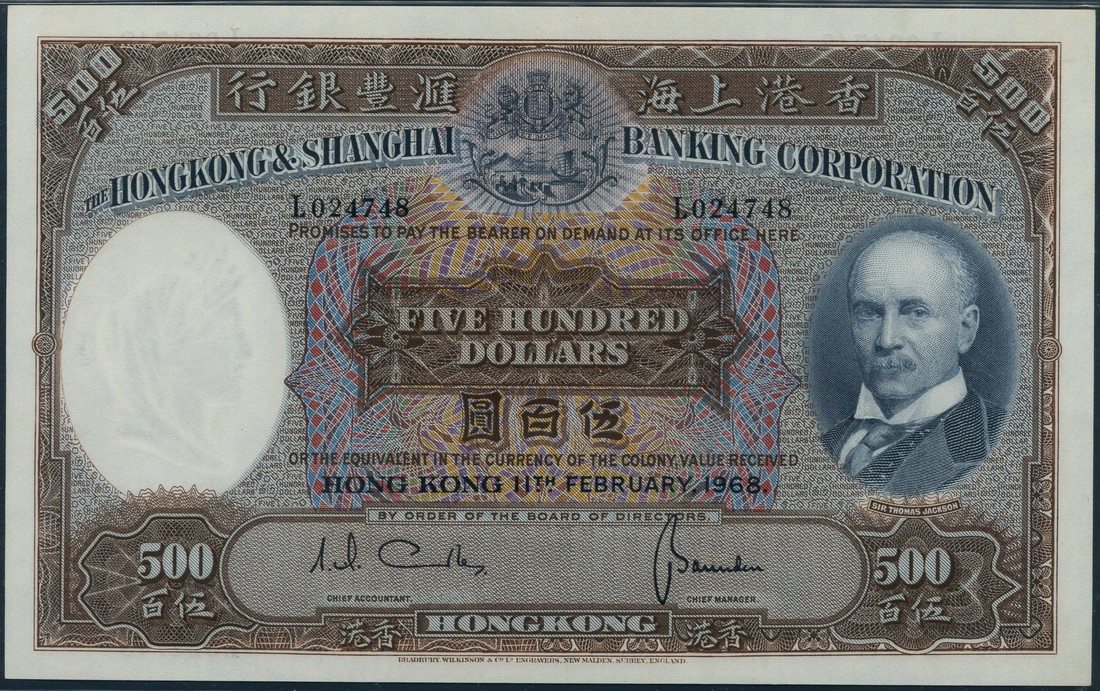 500 百伍
500 百伍
行銀豐滙 海上港香
THE HONGKONG & SHANGHAI BANKING CORPORATION
L024748 L024748
PROMISES TO PAY THE BEARER ON DEMAND AT ITS OFFICE HERE
FIVE HUNDRED
DOLLARS
圓百伍
OR THE EQUIVALENT IN THE CURRENCY OF THE COLONY, VALUE RECEIVED
HONG KONG 11TH FEBRUARY, 1968.
SIR THOMAS JACKSON
BY ORDER OF THE BOARD OF DIRECTORS.
500 500
百伍 百伍
CHIEF ACCOUNTANT. CHIEF MANAGER
港香 HONGKONG 港香
BRADBURY, WILKINSON & Co Ld ENGRAVERS, NEW MALDEN, SURREY, ENGLAND